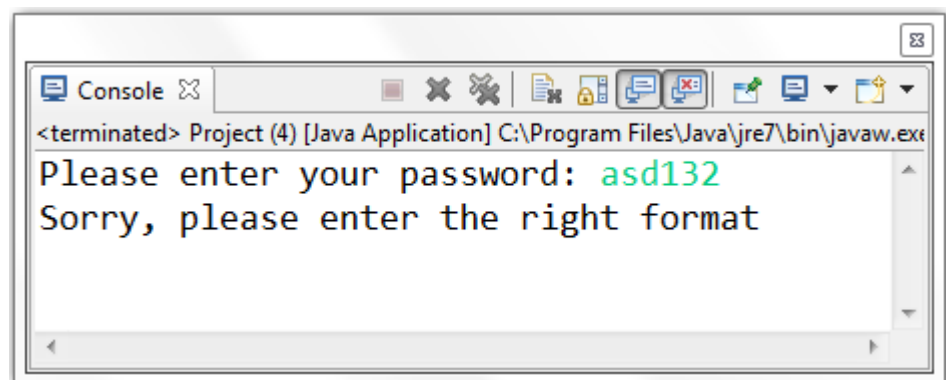 Console
<terminated> Project (4) [Java Application] C:\Program Files\Java\jre7\bin\javaw.exe
Please enter your password: asd132
Sorry, please enter the right format